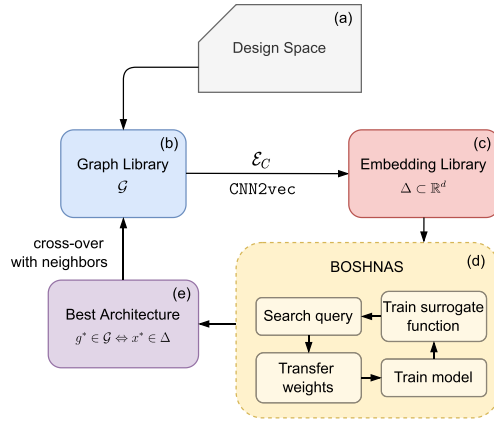 (a)
Design Space
(b)
Graph Library
𝒢
ℰ_C
CNN2vec
(c)
Embedding Library
Δ ⊂ ℝ^d
cross-over
with neighbors
(d)
BOSHNAS
Search query
Train surrogate
function
Transfer
weights
Train model
(e)
Best Architecture
g* ∈ 𝒢 ⇔ x* ∈ Δ